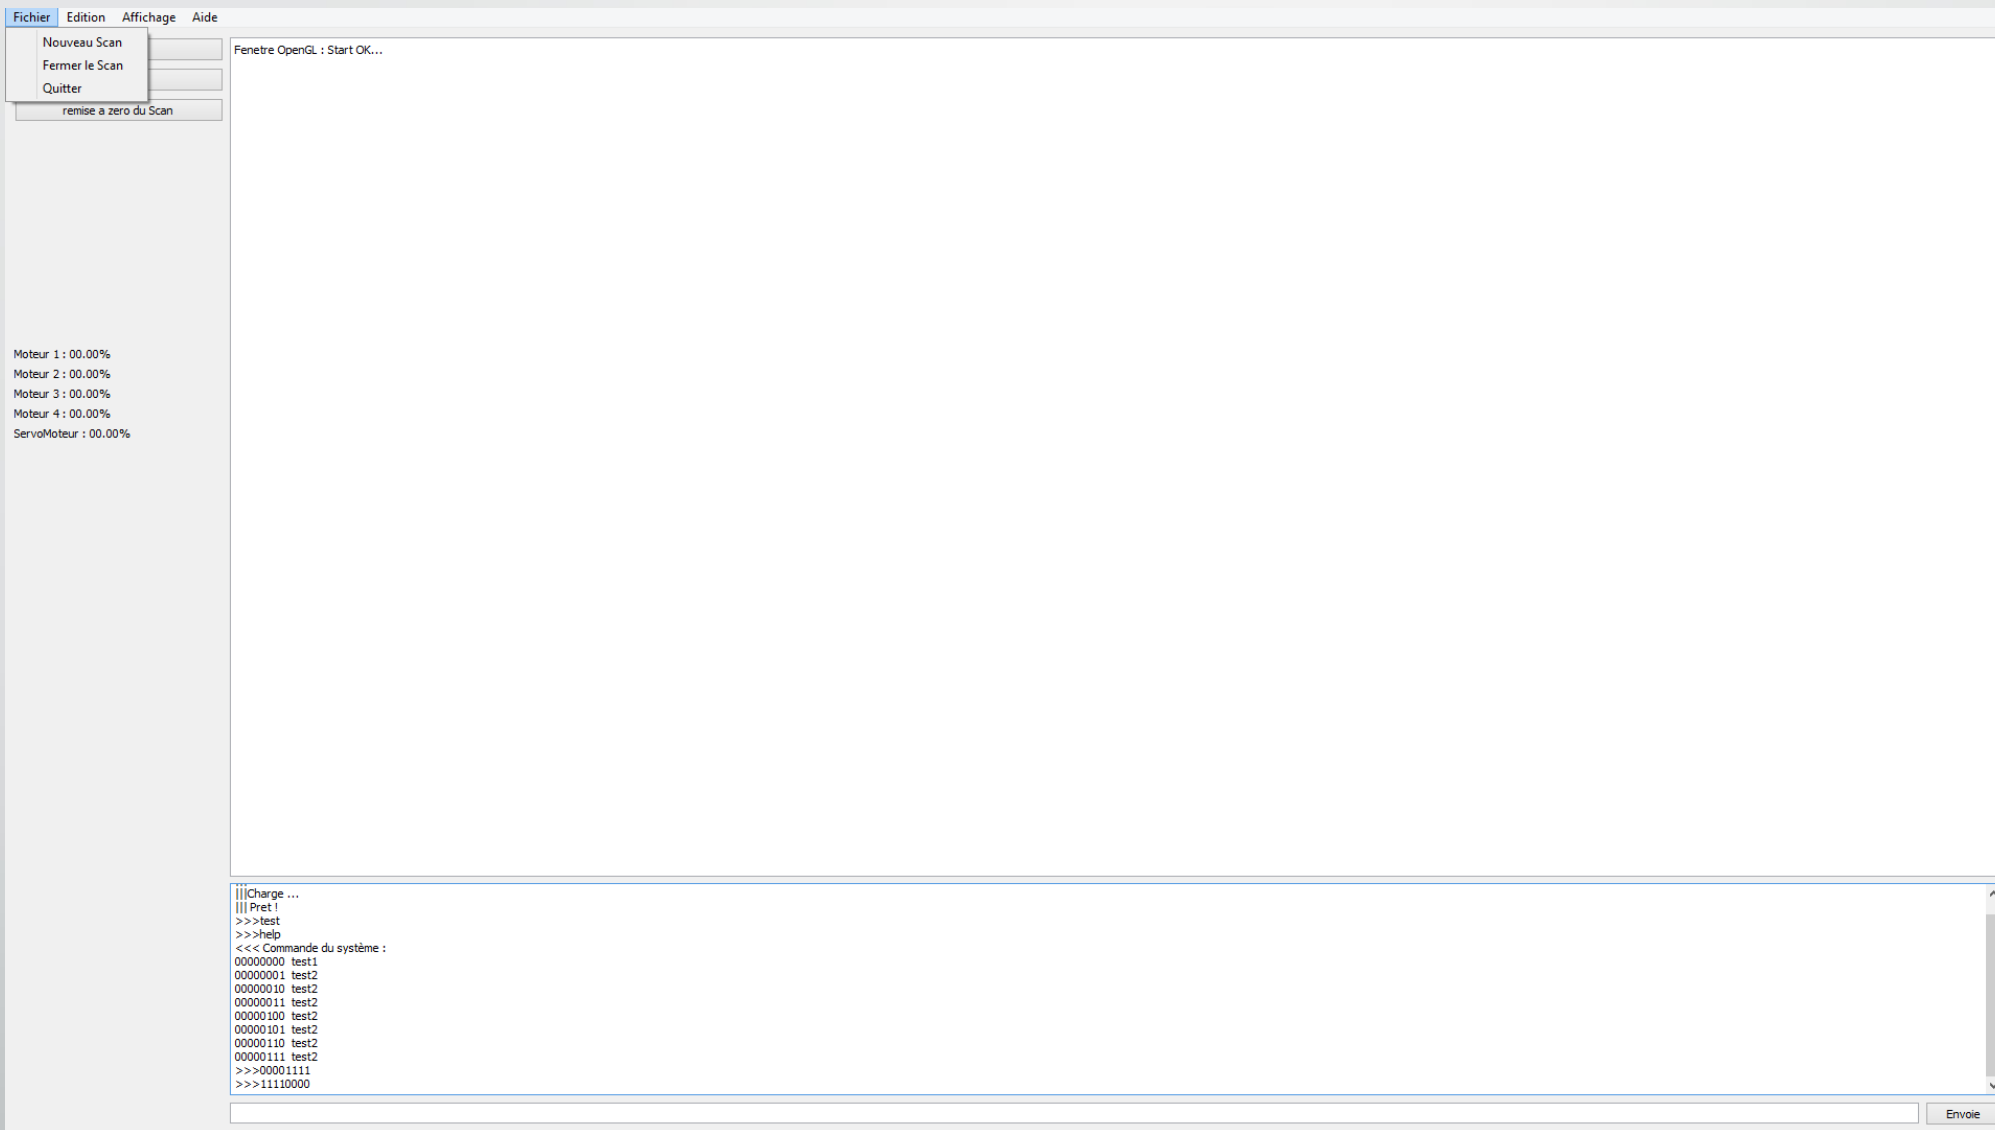 Fichier Edition Affichage Aide
Nouveau Scan
Fermer le Scan
Quitter
remise a zero du Scan
Fenetre OpenGL : Start OK...
Moteur 1 : 00.00%
Moteur 2 : 00.00%
Moteur 3 : 00.00%
Moteur 4 : 00.00%
ServoMoteur : 00.00%
|||Charge ...
||| Pret !
>>>test
>>>help
<<< Commande du système :
00000000 test1
00000001 test2
00000010 test2
00000011 test2
00000100 test2
00000101 test2
00000110 test2
00000111 test2
>>>00001111
>>>11110000
Envoie